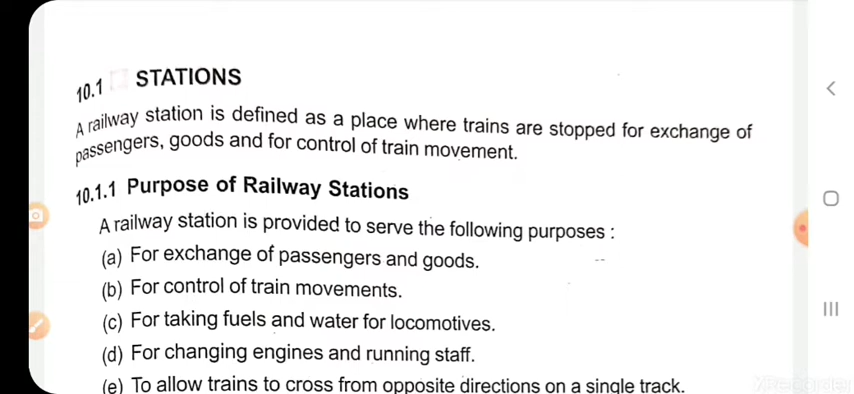 10.1 STATIONS
A railway station is defined as a place where trains are stopped for exchange of
passengers, goods and for control of train movement.
10.1.1 Purpose of Railway Stations
A railway station is provided to serve the following purposes :
(a) For exchange of passengers and goods.
(b) For control of train movements.
(c) For taking fuels and water for locomotives.
(d) For changing engines and running staff.
(e) To allow trains to cross from opposite directions on a single track.
XRecorder